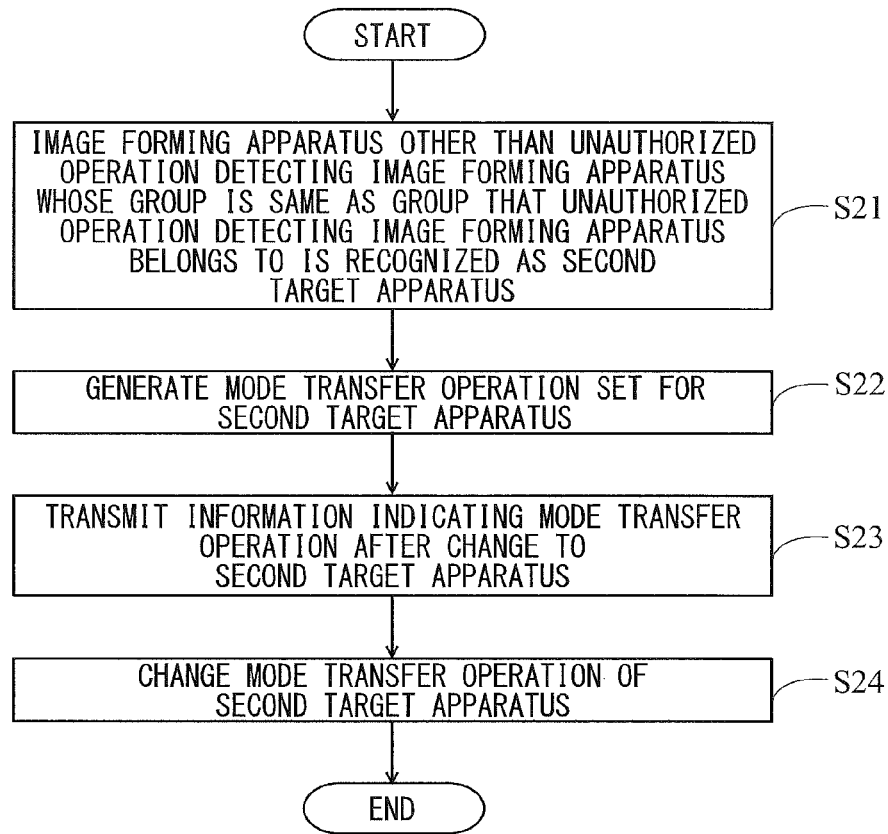 START
IMAGE FORMING APPARATUS OTHER THAN UNAUTHORIZED
OPERATION DETECTING IMAGE FORMING APPARATUS
WHOSE GROUP IS SAME AS GROUP THAT UNAUTHORIZED
OPERATION DETECTING IMAGE FORMING APPARATUS
BELONGS TO IS RECOGNIZED AS SECOND
TARGET APPARATUS
S21
GENERATE MODE TRANSFER OPERATION SET FOR
SECOND TARGET APPARATUS
S22
TRANSMIT INFORMATION INDICATING MODE TRANSFER
OPERATION AFTER CHANGE TO
SECOND TARGET APPARATUS
S23
CHANGE MODE TRANSFER OPERATION OF
SECOND TARGET APPARATUS
S24
END